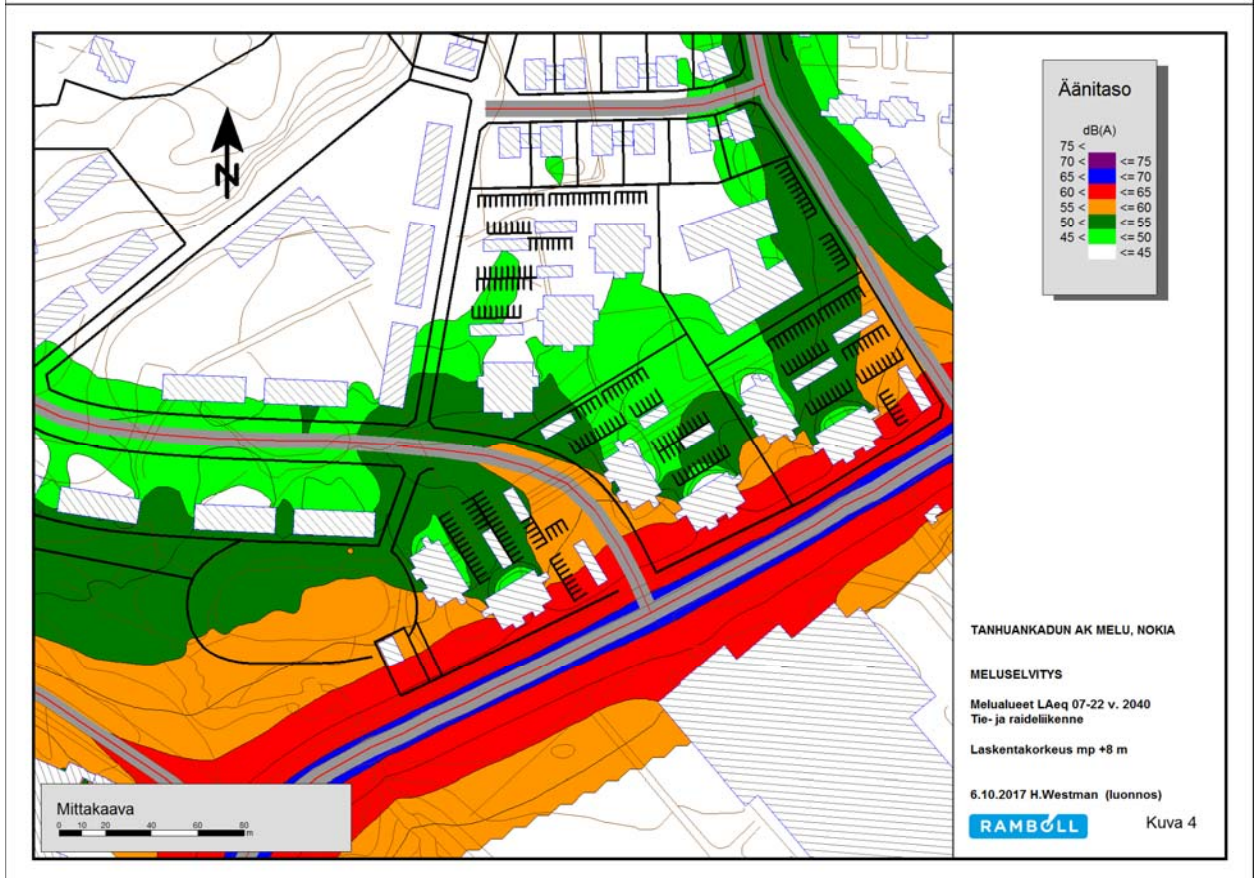 N
Äänitaso
dB(A)
75 <
70 < <= 75
65 < <= 70
60 < <= 65
55 < <= 60
50 < <= 55
45 < <= 50
<= 45
TANHUANKADUN AK MELU, NOKIA
MELUSELVITYS
Melualueet LAeq 07-22 v. 2040
Tie- ja raideliikenne
Laskentakorkeus mp +8 m
6.10.2017 H.Westman (luonnos)
RAMBOLL Kuva 4
Mittakaava
0 10 20 40 60 80
m